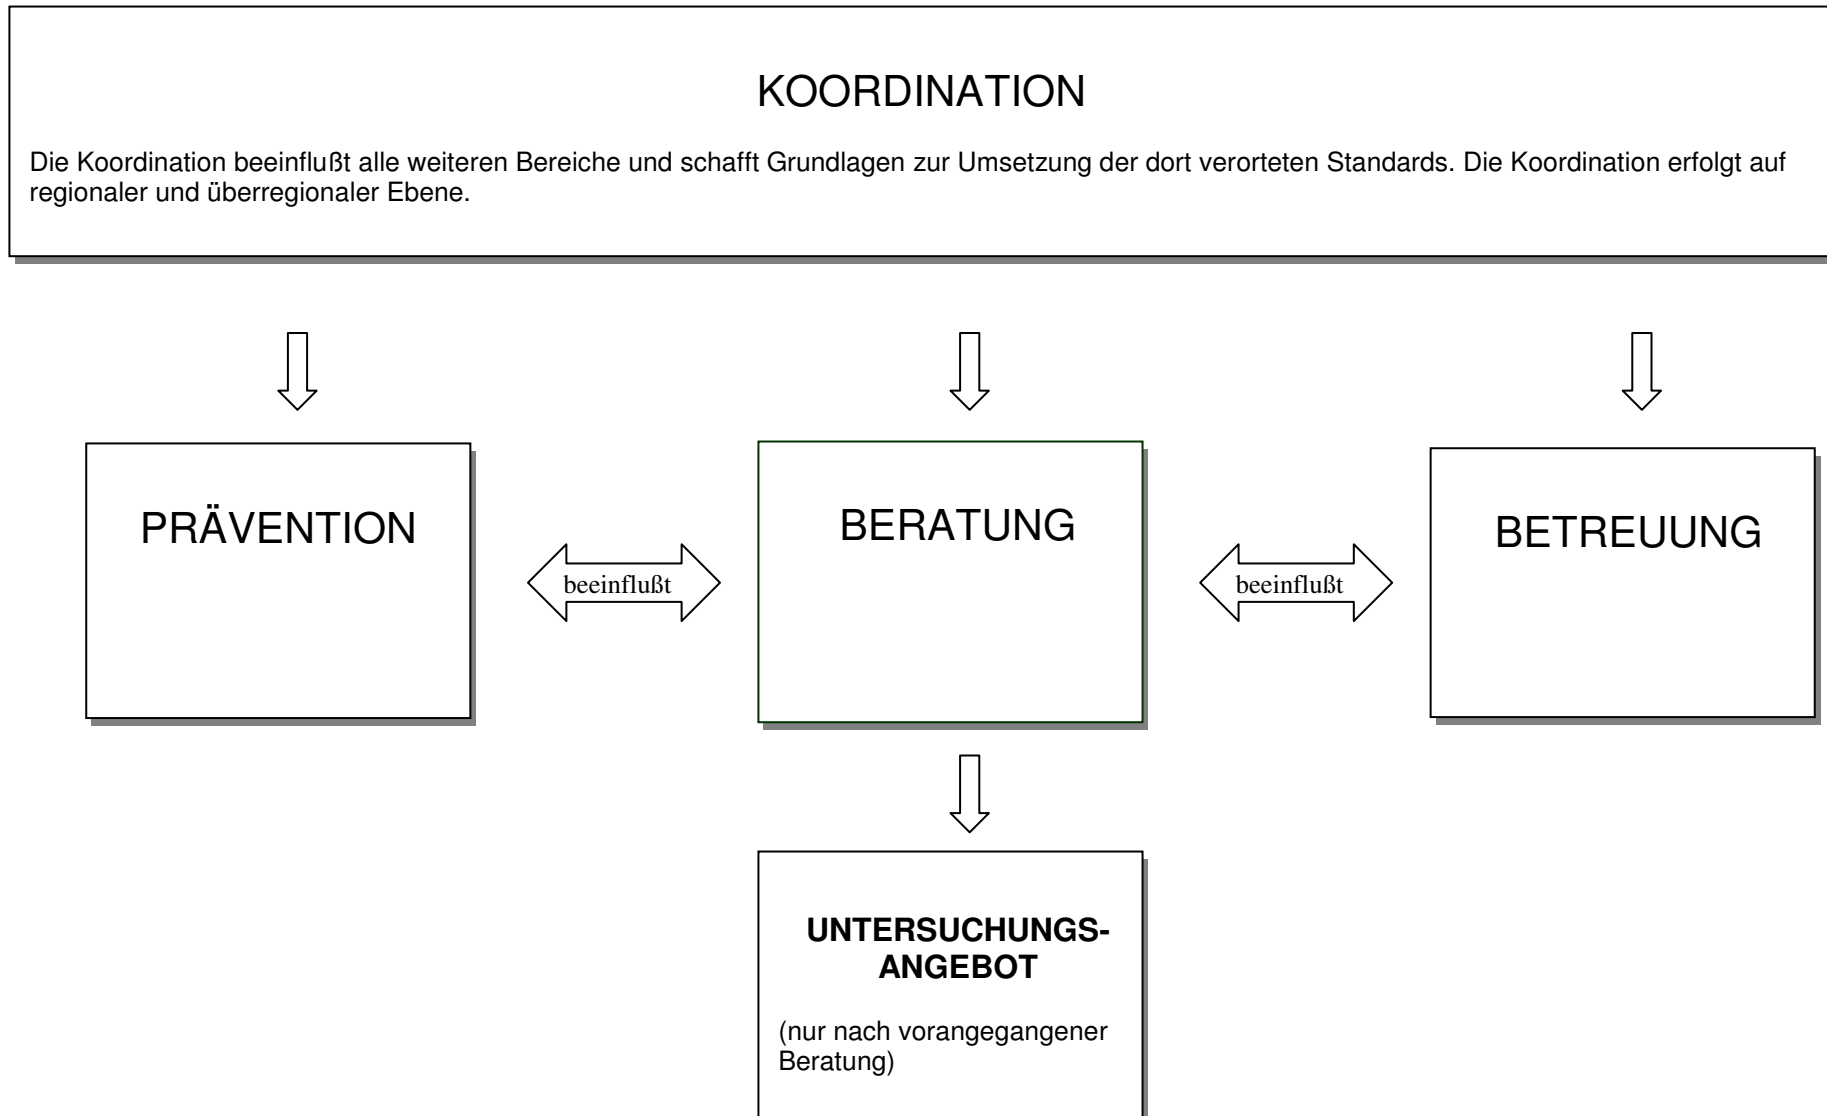 KOORDINATION
Die Koordination beeinflußt alle weiteren Bereiche und schafft Grundlagen zur Umsetzung der dort verorteten Standards. Die Koordination erfolgt auf
regionaler und überregionaler Ebene.
PRÄVENTION
beeinflußt
BERATUNG
beeinflußt
BETREUUNG
UNTERSUCHUNGS-
ANGEBOT
(nur nach vorangegangener
Beratung)